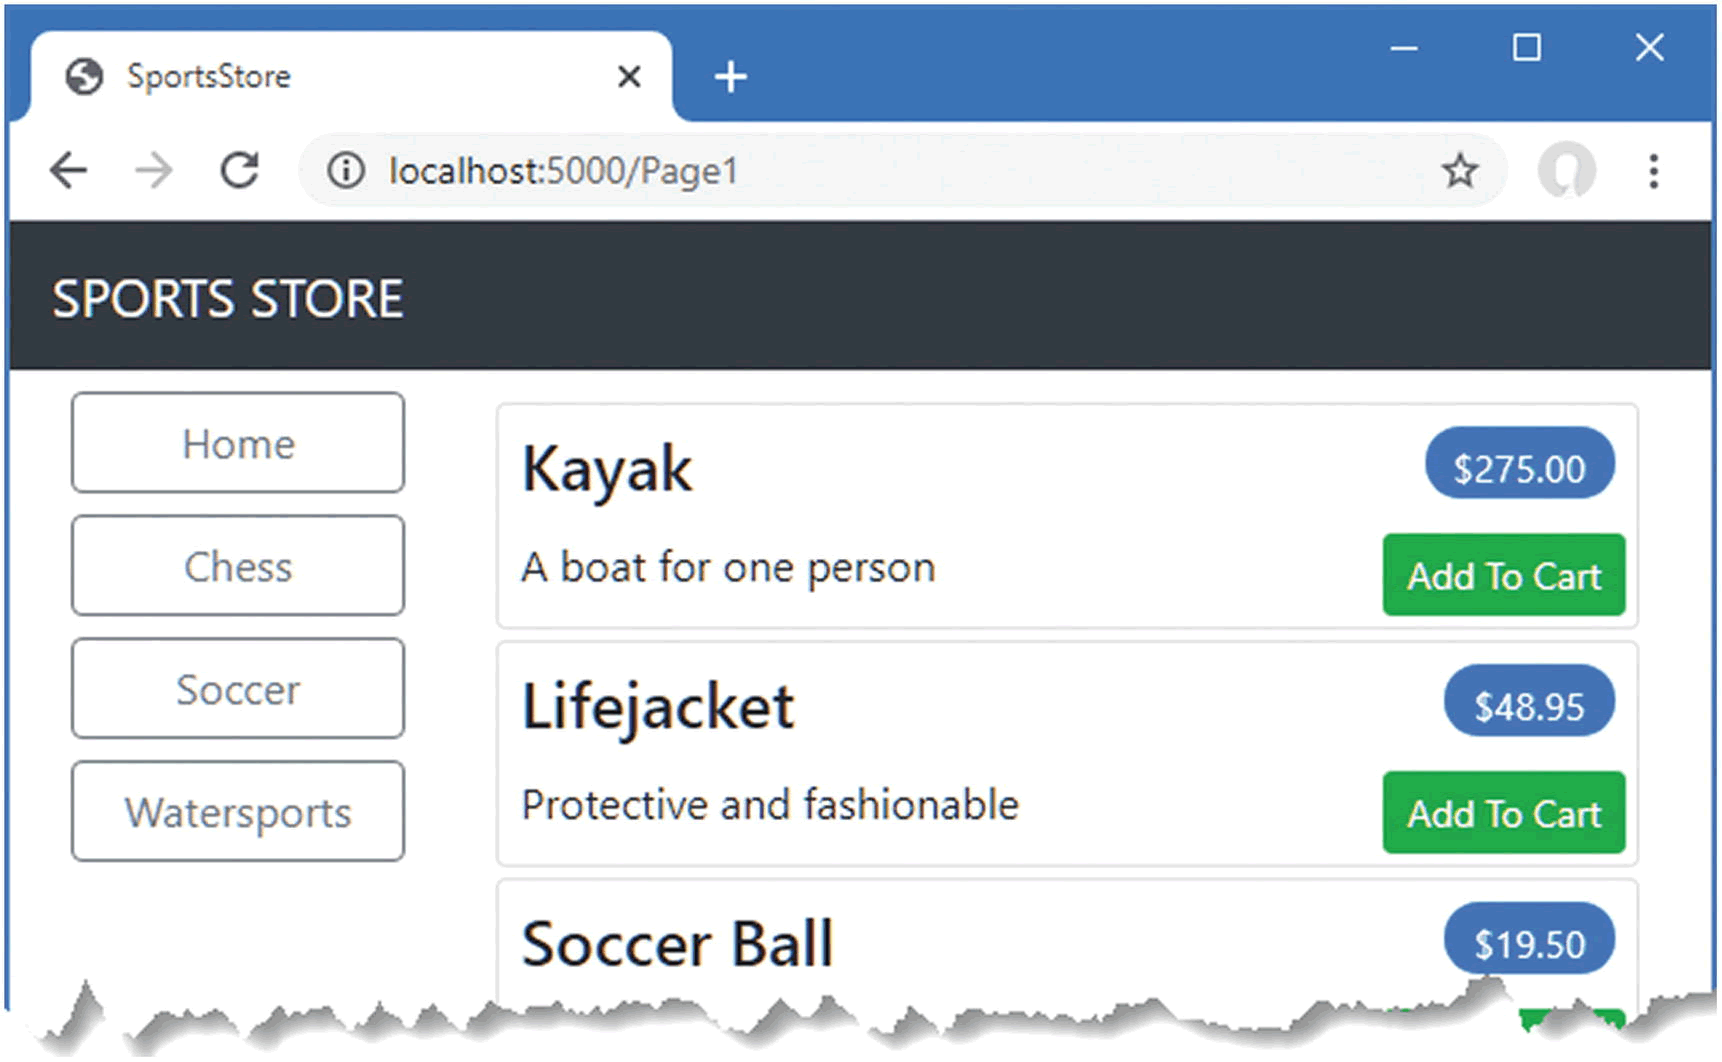 SportsStore
localhost:5000/Page1
SPORTS STORE
Home
Chess
Soccer
Watersports
Kayak
$275.00
A boat for one person
Add To Cart
Lifejacket
$48.95
Protective and fashionable
Add To Cart
Soccer Ball
$19.50